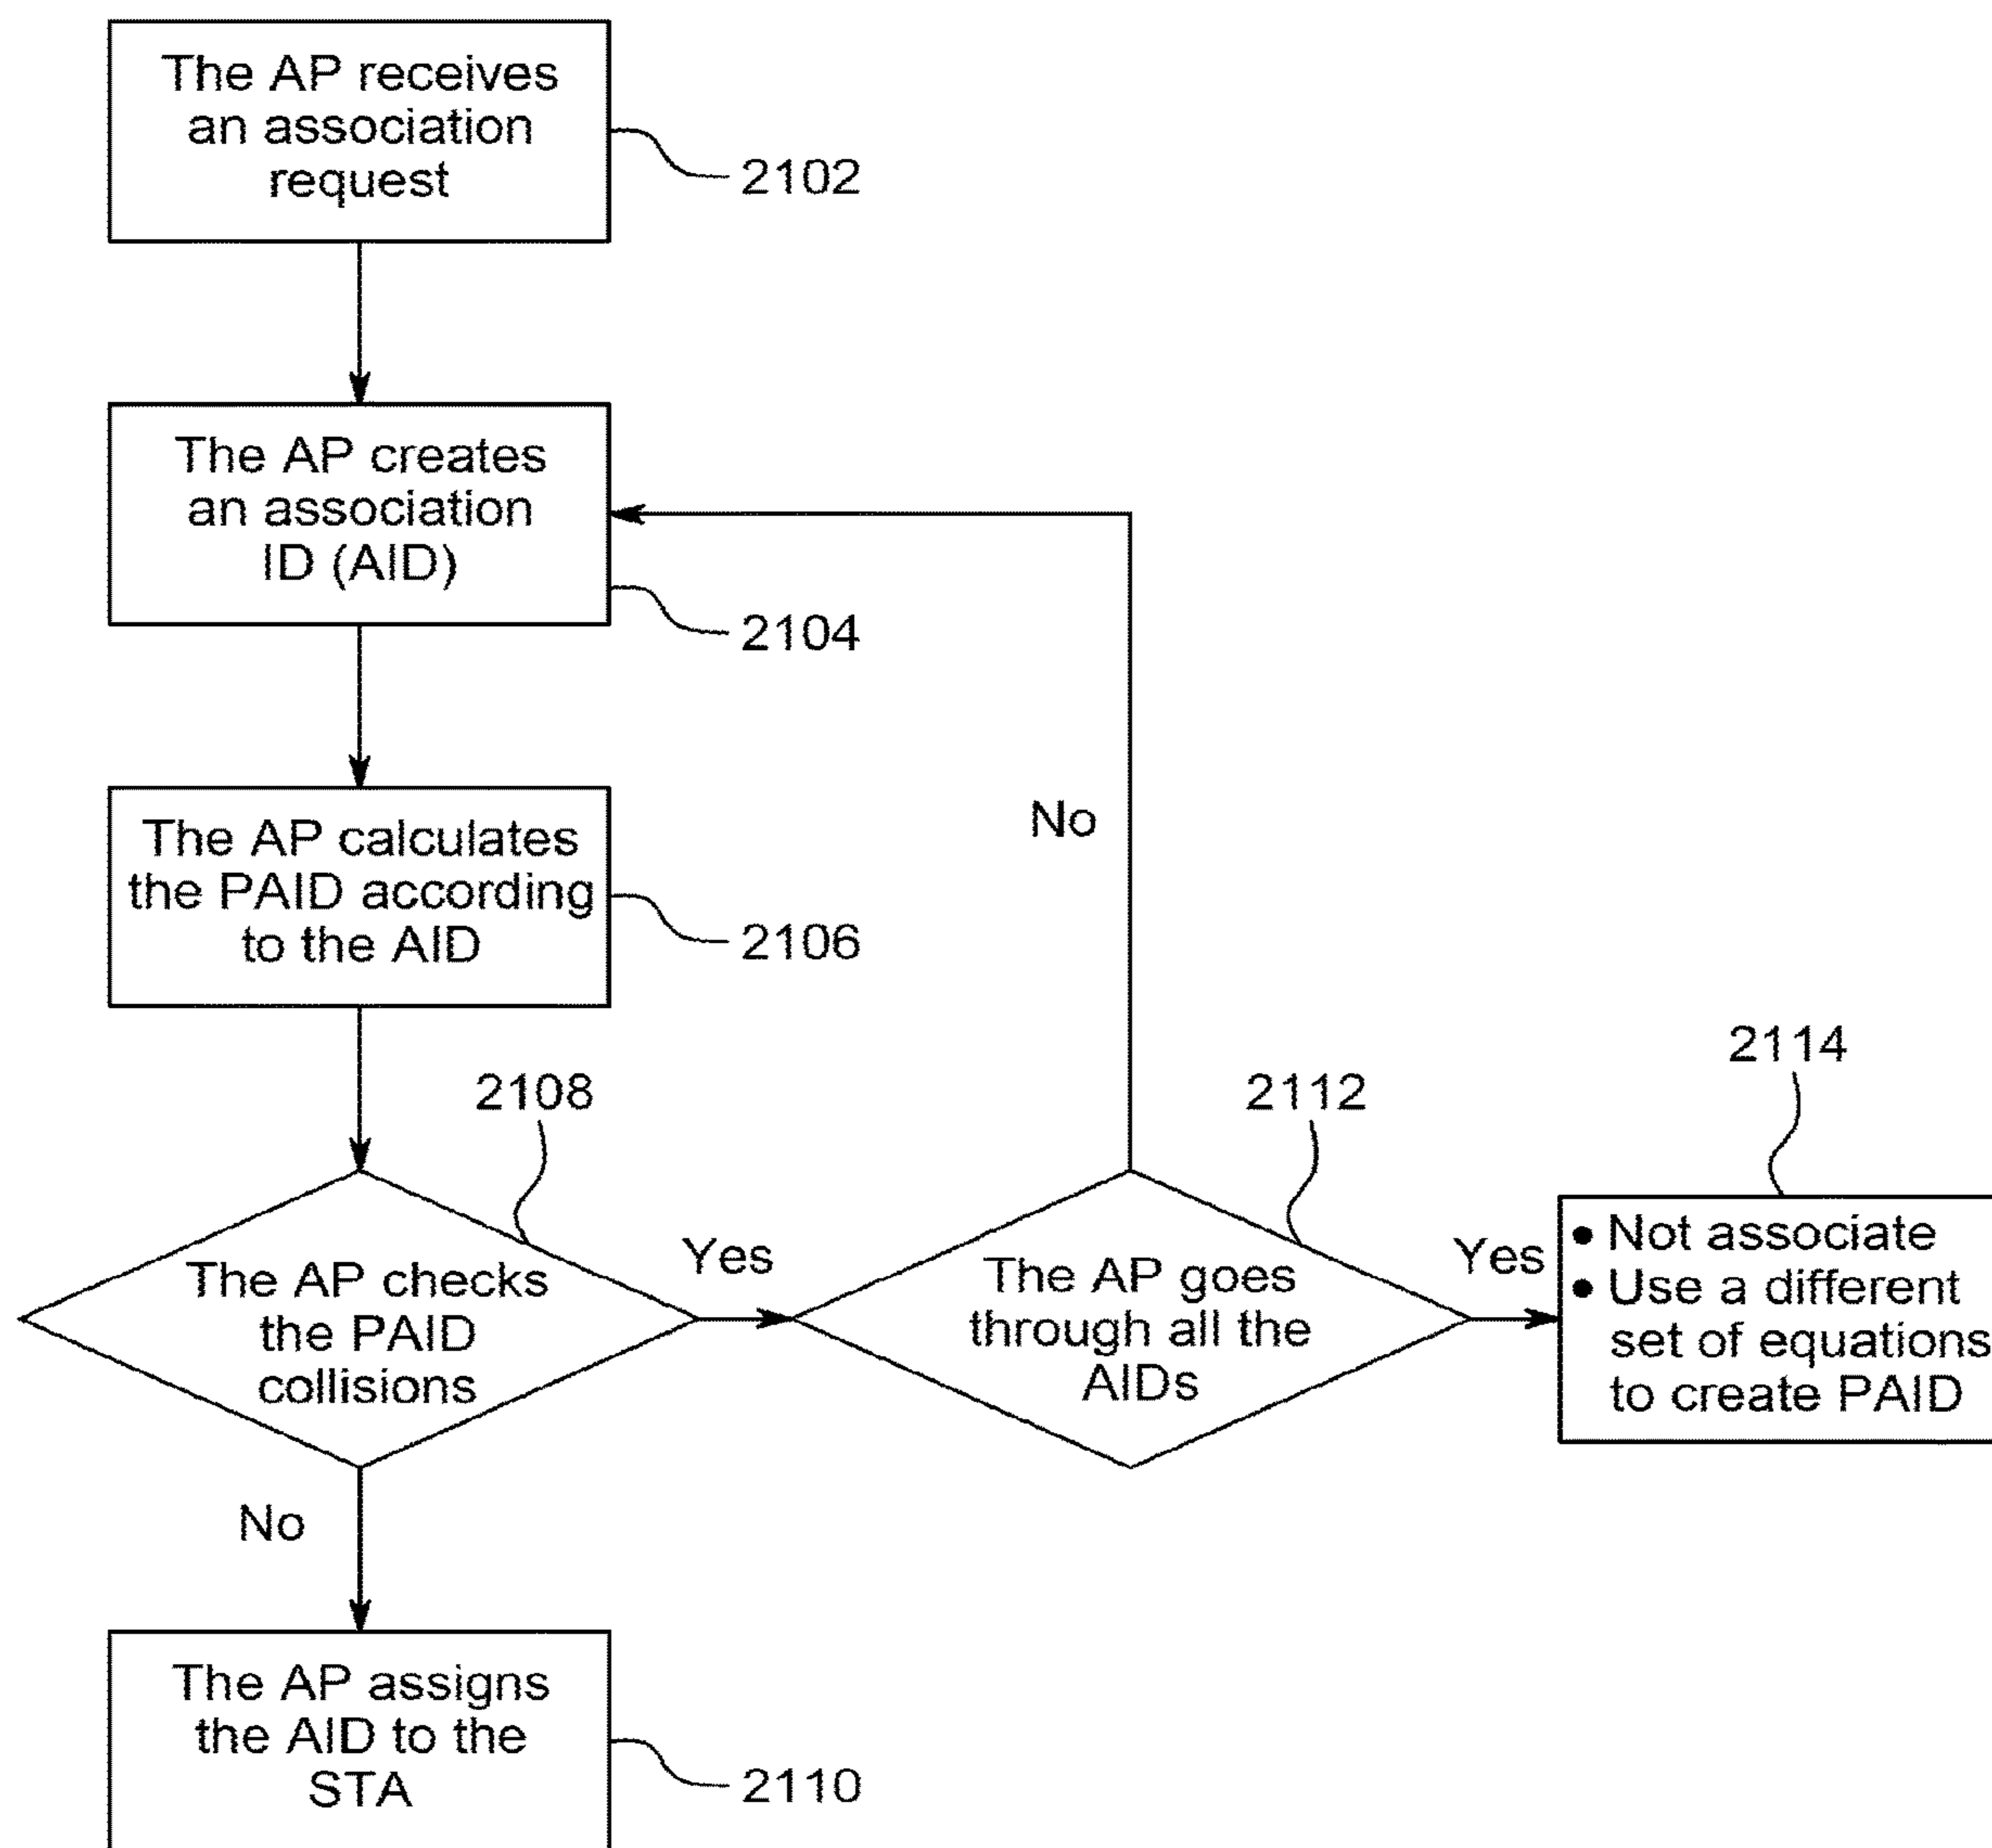 The AP receives
an association
request
2102
The AP creates
an association
ID (AID)
2104
The AP calculates
the PAID according
to the AID
2106
No
2108
The AP checks
the PAID
collisions
Yes
2112
The AP goes
through all the
AIDs
Yes
2114
• Not associate
• Use a different
set of equations
to create PAID
No
The AP assigns
the AID to the
STA
2110